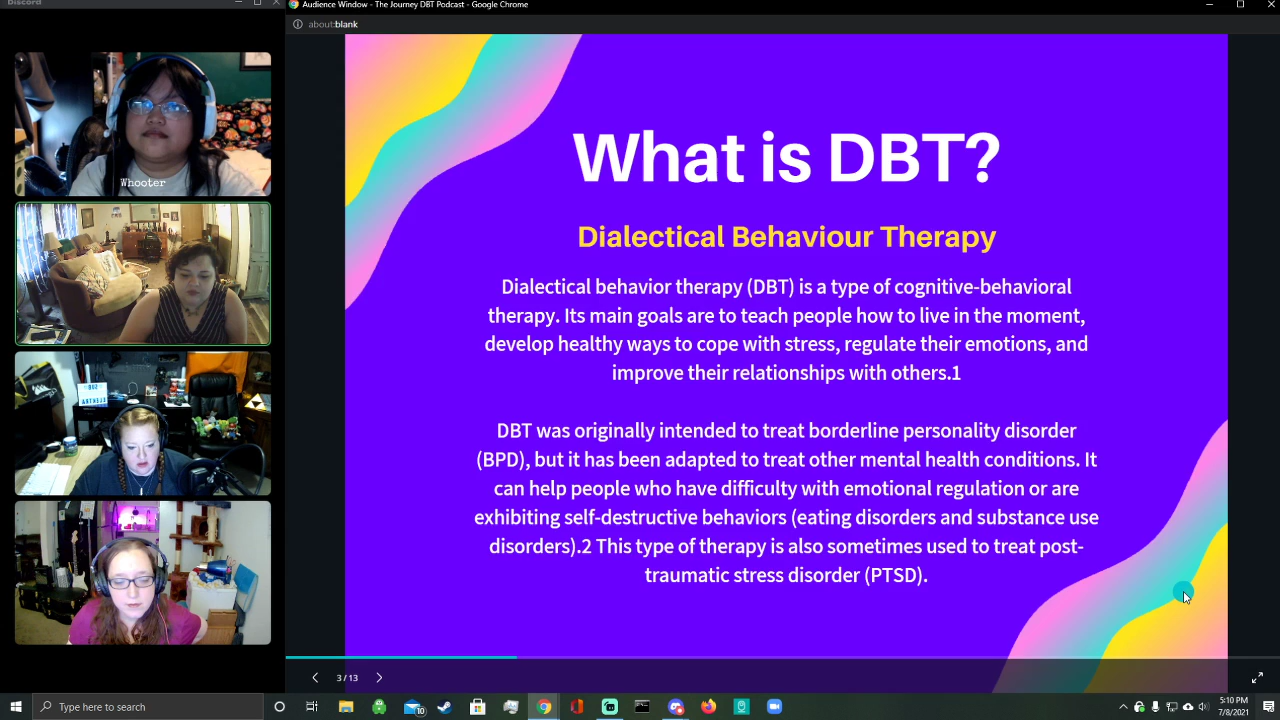 Discord
Audience Window - The Journey DBT Podcast - Google Chrome
about:blank
Whooter
What is DBT?
Dialectical Behaviour Therapy
Dialectical behavior therapy (DBT) is a type of cognitive-behavioral
therapy. Its main goals are to teach people how to live in the moment,
develop healthy ways to cope with stress, regulate their emotions, and
improve their relationships with others.1
DBT was originally intended to treat borderline personality disorder
(BPD), but it has been adapted to treat other mental health conditions. It
can help people who have difficulty with emotional regulation or are
exhibiting self-destructive behaviors (eating disorders and substance use
disorders).2 This type of therapy is also sometimes used to treat post-
traumatic stress disorder (PTSD).
3 / 13
Type here to search
10
5:10 PM
7/8/2021